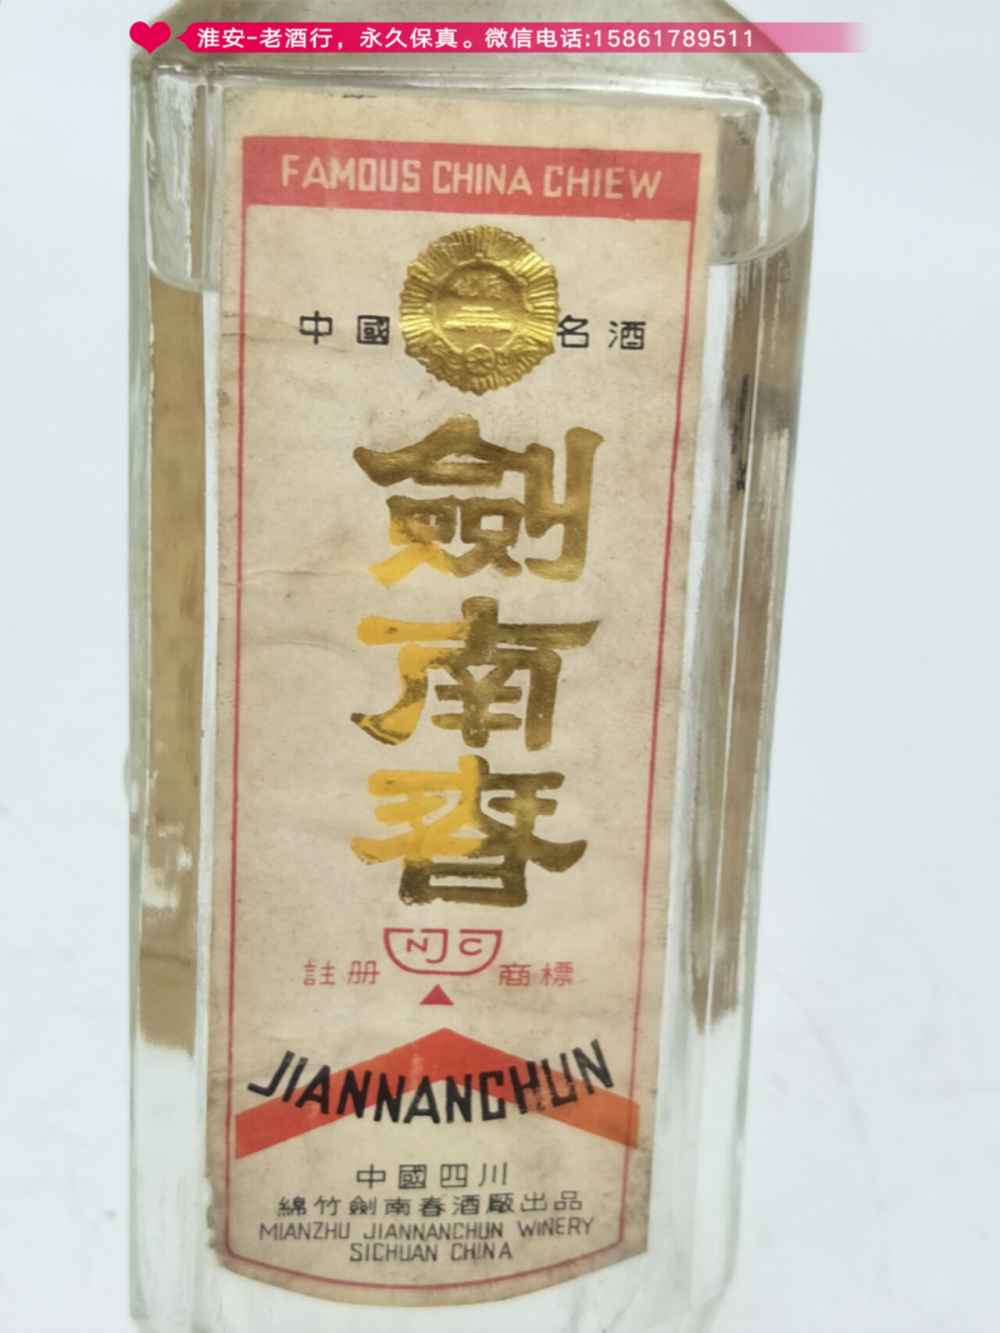 淮安-老酒行，永久保真。微信电话:15861789511
FAMOUS CHINA CHIEW
中國名酒
劍南春
NJC
註册商標
JIANNANCHUN
中國四川
綿竹劍南春酒廠出品
MIANZHU JIANNANCHUN WINERY
SICHUAN CHINA